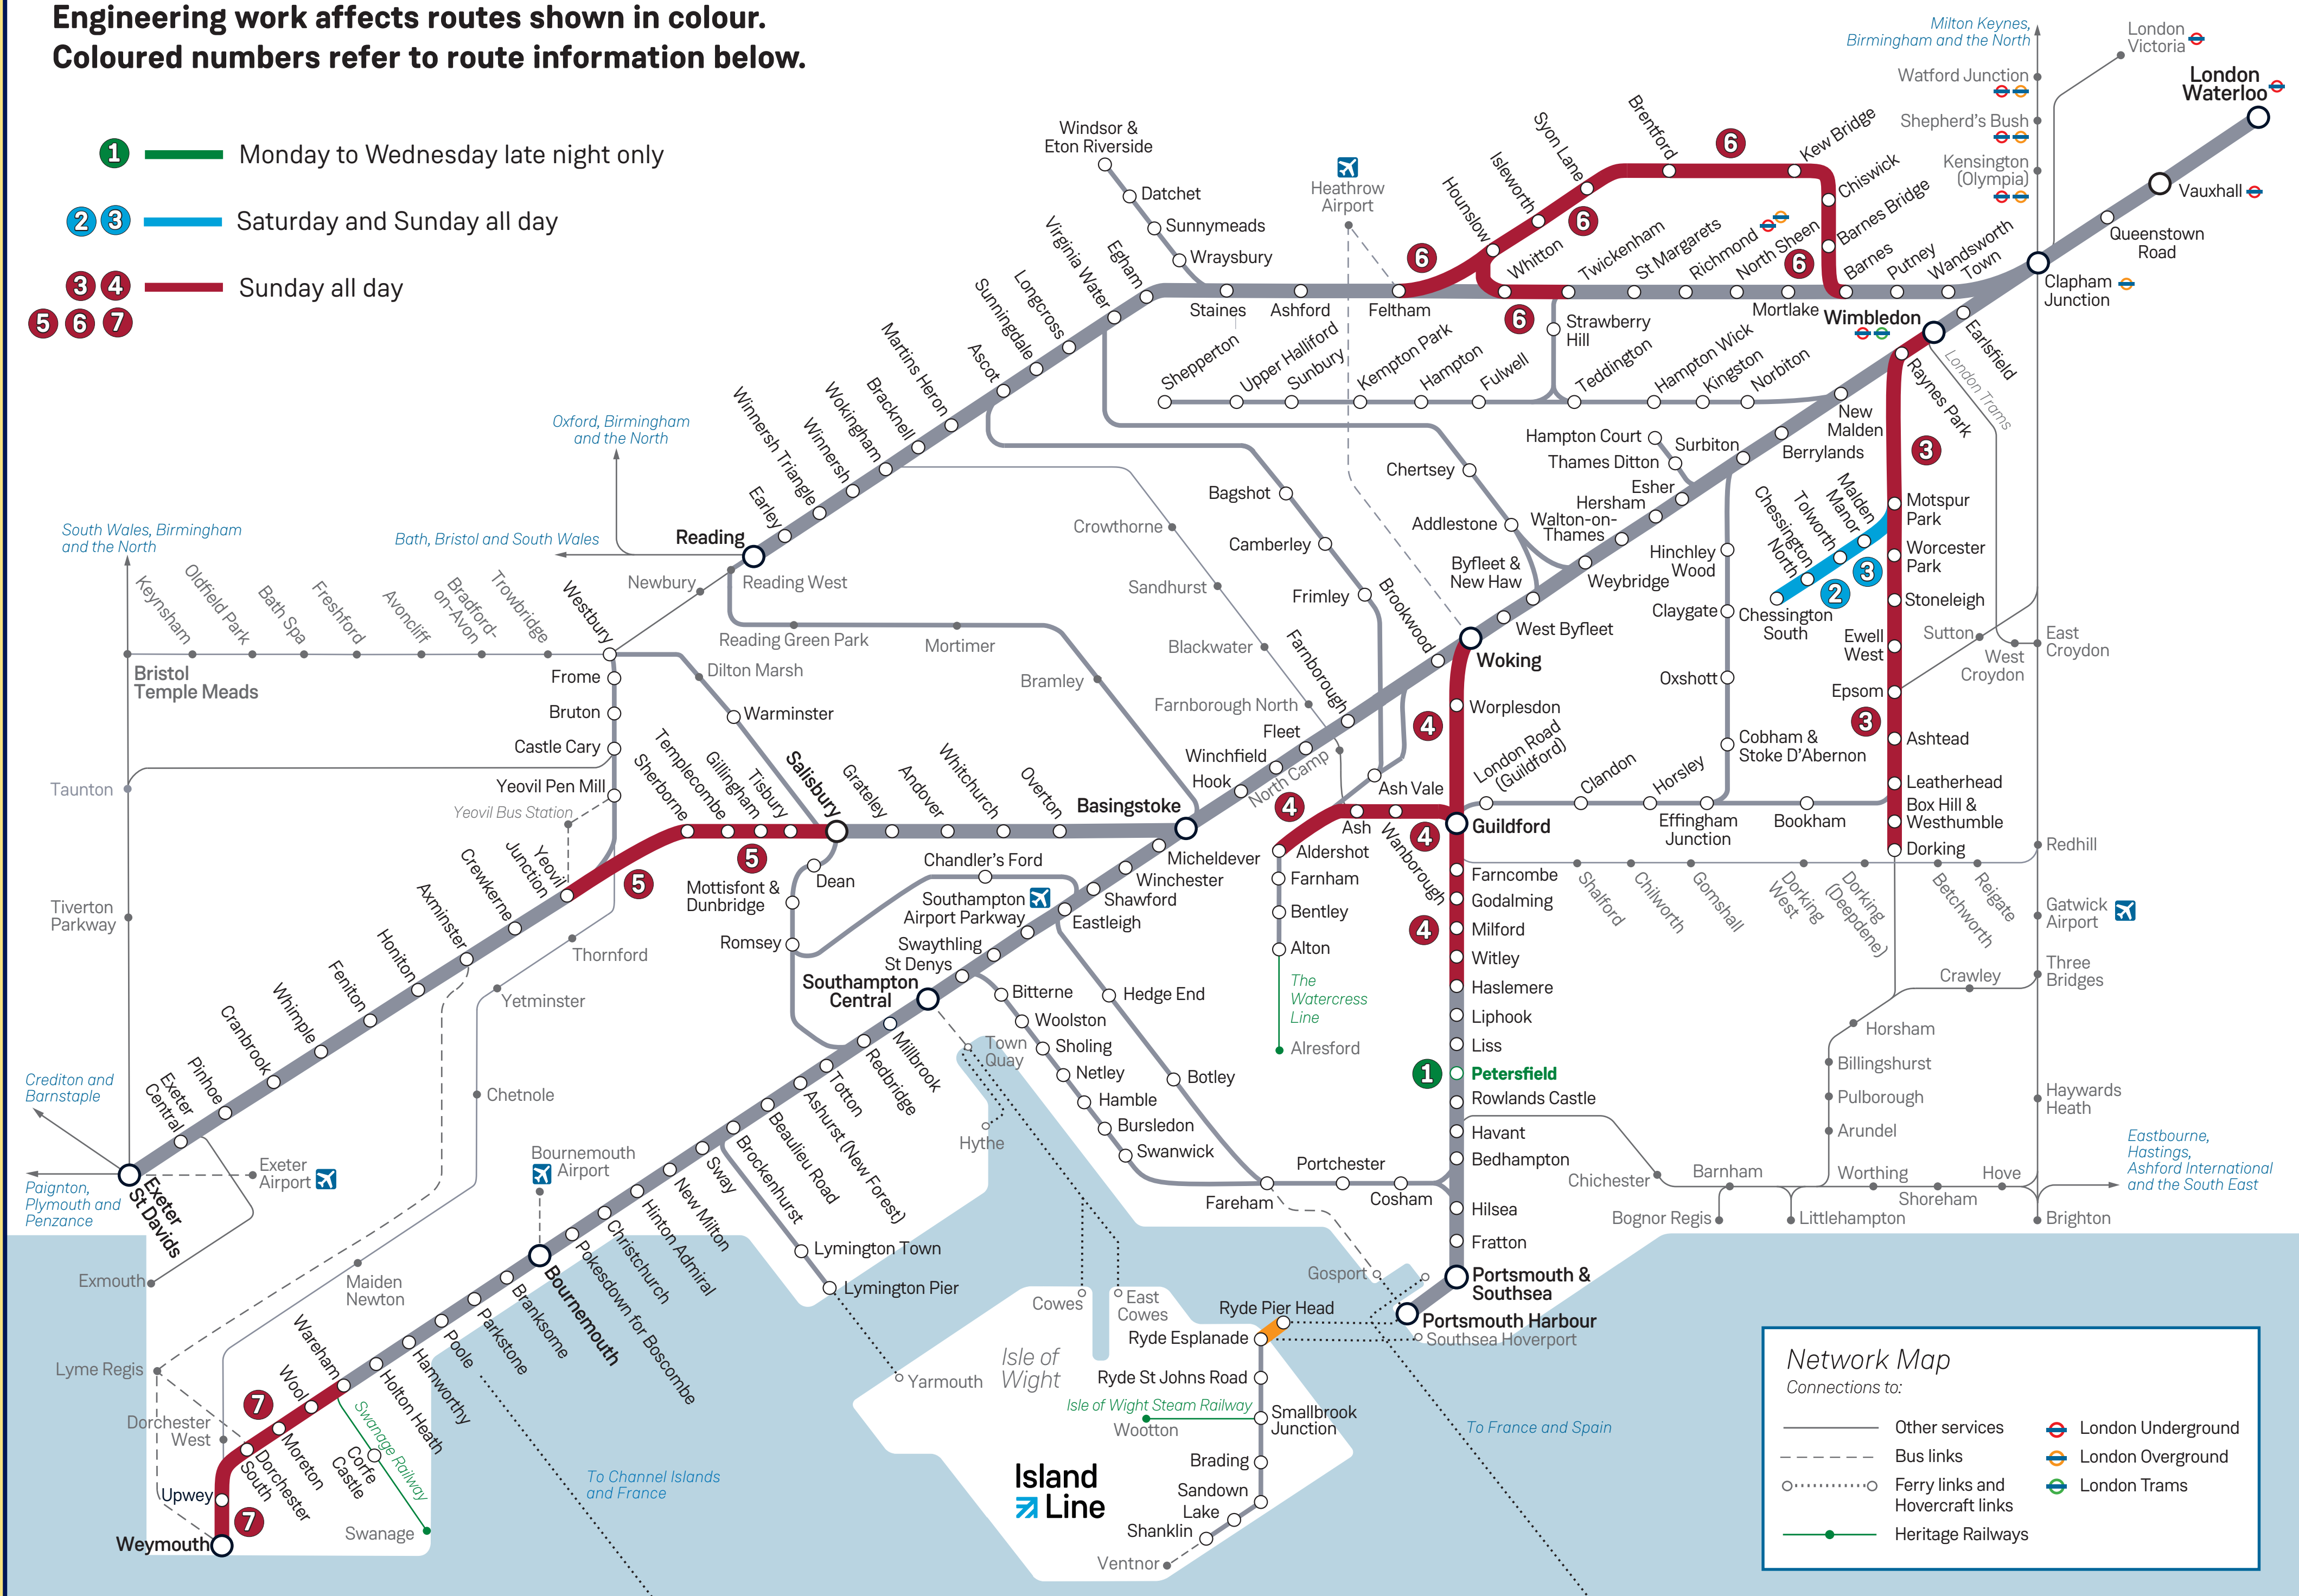 Engineering work affects routes shown in colour.
Coloured numbers refer to route information below.
1 Monday to Wednesday late night only
2 3 Saturday and Sunday all day
3 4 Sunday all day
5 6 7
Milton Keynes,
Birmingham and the North
London
Victoria
Watford Junction
London
Waterloo
Shepherd's Bush
Kensington
(Olympia)
Vauxhall
Queenstown
Road
Clapham
Junction
Windsor &
Eton Riverside
Datchet
Sunnymeads
Wraysbury
Heathrow
Airport
Hounslow
Isleworth
Syon Lane
Brentford
Kew Bridge
Chiswick
Barnes Bridge
6
6
6
6
6
Whitton
Twickenham
St Margarets
Richmond
North Sheen
Mortlake
Barnes
Putney
Wandsworth
Town
Virginia Water
Egham
Staines
Ashford
Feltham
Strawberry
Hill
Wimbledon
Earlsfield
London Trams
Raynes Park
Shepperton
Upper Halliford
Sunbury
Kempton Park
Hampton
Fulwell
Teddington
Hampton Wick
Kingston
Norbiton
New
Malden
Berrylands
Surbiton
Hampton Court
Thames Ditton
Esher
Hersham
Walton-on-
Thames
Weybridge
Byfleet &
New Haw
West Byfleet
Chertsey
Addlestone
Longcross
Sunningdale
Ascot
Martins Heron
Bracknell
Wokingham
Winnersh
Winnersh Triangle
Earley
Reading
Oxford, Birmingham
and the North
Bath, Bristol and South Wales
South Wales, Birmingham
and the North
Newbury
Reading West
Reading Green Park
Mortimer
Bramley
Crowthorne
Sandhurst
Blackwater
Farnborough North
North Camp
Bagshot
Camberley
Frimley
Brookwood
Farnborough
Fleet
Winchfield
Hook
Ash Vale
Woking
Worplesdon
4
3
Motspur
Park
Malden
Manor
Tolworth
Chessington
North
Chessington
South
2
3
Worcester
Park
Stoneleigh
Ewell
West
Epsom
3
Ashtead
Leatherhead
Box Hill &
Westhumble
Dorking
Sutton
West
Croydon
East
Croydon
Hinchley
Wood
Claygate
Oxshott
Cobham &
Stoke D'Abernon
London Road
(Guildford)
Clandon
Horsley
Effingham
Junction
Bookham
Guildford
Keynsham
Oldfield Park
Bath Spa
Freshford
Avoncliff
Bradford-
on-Avon
Trowbridge
Westbury
Bristol
Temple Meads
Dilton Marsh
Warminster
Frome
Bruton
Castle Cary
Yeovil Pen Mill
Yeovil Bus Station
Taunton
Tiverton
Parkway
Sherborne
Templecombe
Gillingham
Tisbury
Salisbury
5
5
Grateley
Andover
Whitchurch
Overton
Basingstoke
4
Ash
Wanborough
4
Aldershot
Farnham
Bentley
Alton
The
Watercress
Line
Alresford
Farncombe
Godalming
4
Milford
Witley
Haslemere
Liphook
Liss
1
Petersfield
Rowlands Castle
Havant
Bedhampton
Hilsea
Fratton
Portsmouth &
Southsea
Portsmouth Harbour
Southsea Hoverport
Shalford
Chilworth
Gomshall
Dorking
West
Dorking
(Deepdene)
Betchworth
Reigate
Redhill
Gatwick
Airport
Three
Bridges
Crawley
Horsham
Billingshurst
Pulborough
Arundel
Haywards
Heath
Chichester
Barnham
Bognor Regis
Littlehampton
Worthing
Shoreham
Hove
Brighton
Eastbourne,
Hastings,
Ashford International
and the South East
Micheldever
Winchester
Shawford
Eastleigh
Chandler's Ford
Southampton
Airport Parkway
Swaythling
St Denys
Southampton
Central
Dean
Mottisfont &
Dunbridge
Romsey
Bitterne
Woolston
Sholing
Netley
Hamble
Bursledon
Swanwick
Hedge End
Botley
Fareham
Portchester
Cosham
Gosport
Town
Quay
Hythe
Millbrook
Redbridge
Totton
Ashurst (New Forest)
Beaulieu Road
Brockenhurst
Sway
New Milton
Hinton Admiral
Christchurch
Pokesdown for Boscombe
Bournemouth
Bournemouth
Airport
Branksome
Parkstone
Poole
Hamworthy
Holton Heath
Wareham
Wool
Moreton
Dorchester
South
7
Upwey
7
Weymouth
Dorchester
West
Corfe
Castle
Swanage Railway
Swanage
Lymington Town
Lymington Pier
Yarmouth
Yeovil
Junction
Crewkerne
Axminster
Honiton
Feniton
Whimple
Cranbrook
Pinhoe
Exeter
Central
Exeter
St Davids
Exeter
Airport
Crediton and
Barnstaple
Paignton,
Plymouth and
Penzance
Exmouth
Lyme Regis
Thornford
Yetminster
Chetnole
Maiden
Newton
To Channel Islands
and France
Cowes
East
Cowes
Isle of
Wight
Ryde Pier Head
Ryde Esplanade
Ryde St Johns Road
Isle of Wight Steam Railway
Wootton
Smallbrook
Junction
Brading
Sandown
Lake
Shanklin
Ventnor
Island
Line
To France and Spain
Network Map
Connections to:
Other services
Bus links
Ferry links and
Hovercraft links
Heritage Railways
London Underground
London Overground
London Trams